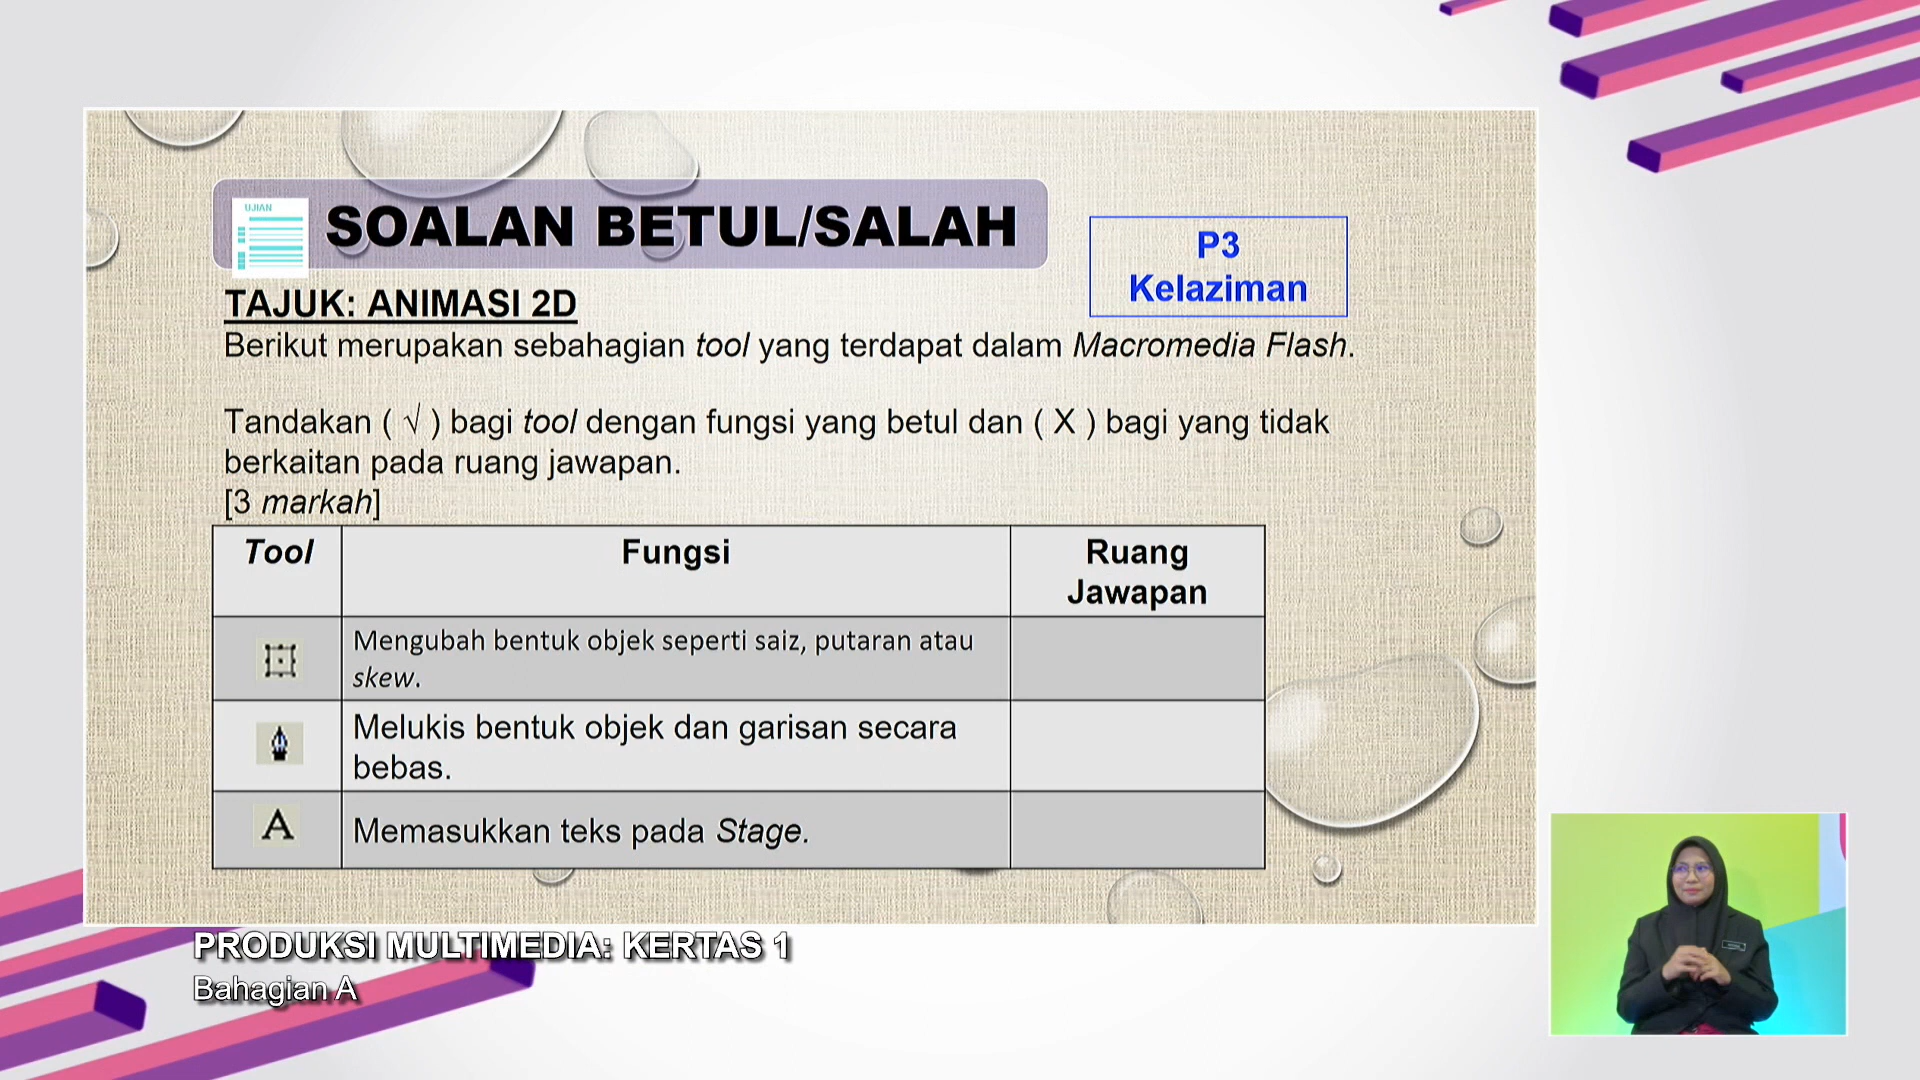 UJIAN
SOALAN BETUL/SALAH
P3
Kelaziman
TAJUK: ANIMASI 2D
Berikut merupakan sebahagian tool yang terdapat dalam Macromedia Flash.
Tandakan ( √ ) bagi tool dengan fungsi yang betul dan ( X ) bagi yang tidak
berkaitan pada ruang jawapan.
[3 markah]
Tool Fungsi Ruang
Jawapan
Mengubah bentuk objek seperti saiz, putaran atau
skew.
Melukis bentuk objek dan garisan secara
bebas.
A Memasukkan teks pada Stage.
PRODUKSI MULTIMEDIA: KERTAS 1
Bahagian A